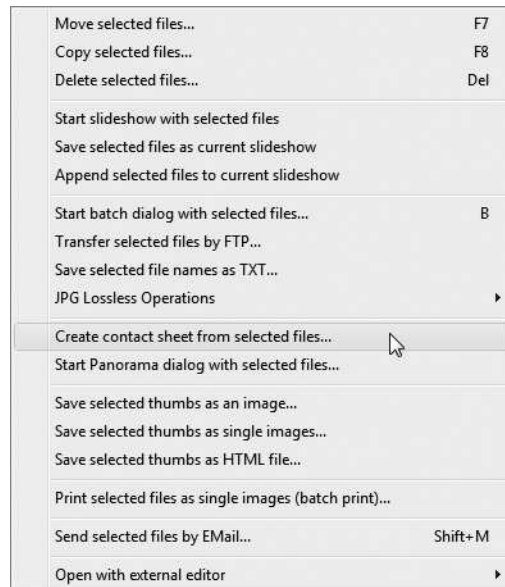 Move selected files... F7
Copy selected files... F8
Delete selected files... Del
Start slideshow with selected files
Save selected files as current slideshow
Append selected files to current slideshow
Start batch dialog with selected files... B
Transfer selected files by FTP...
Save selected file names as TXT...
JPG Lossless Operations
Create contact sheet from selected files...
Start Panorama dialog with selected files...
Save selected thumbs as an image...
Save selected thumbs as single images...
Save selected thumbs as HTML file...
Print selected files as single images (batch print)...
Send selected files by EMail... Shift+M
Open with external editor